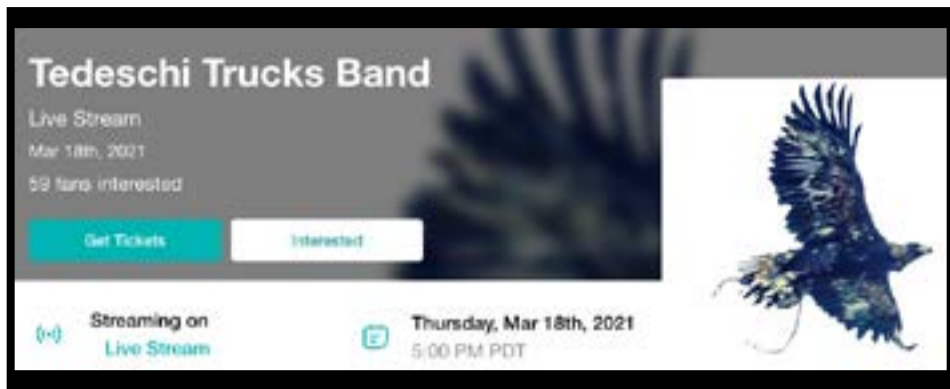 Tedeschi Trucks Band
Live Stream
Mar 18th, 2021
59 fans interested
Get Tickets
Interested
Streaming on
Live Stream
Thursday, Mar 18th, 2021
5:00 PM PDT